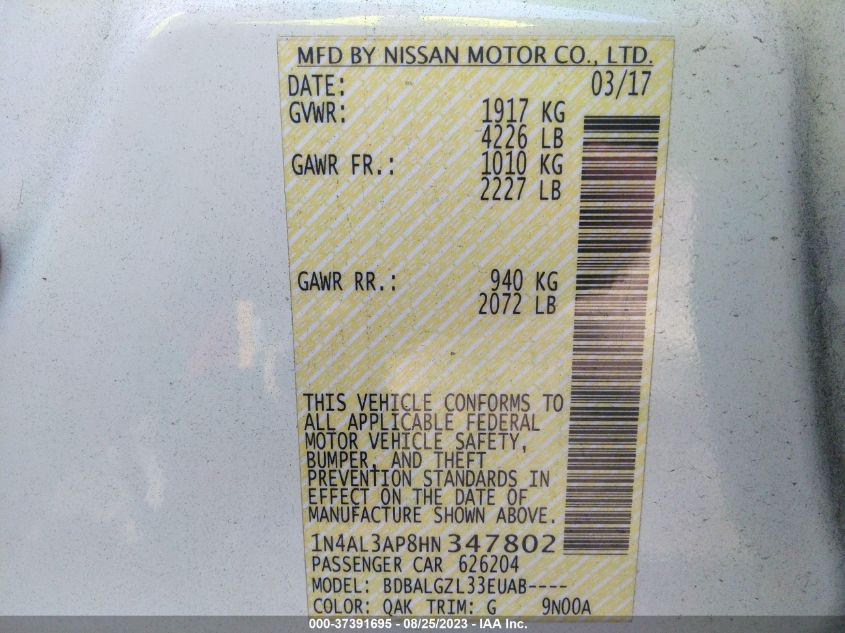 MFD BY NISSAN MOTOR CO., LTD.
DATE: 03/17
GVWR: 1917 KG
4226 LB
GAWR FR.: 1010 KG
2227 LB
GAWR RR.: 940 KG
2072 LB
THIS VEHICLE CONFORMS TO
ALL APPLICABLE FEDERAL
MOTOR VEHICLE SAFETY,
BUMPER, AND THEFT
PREVENTION STANDARDS IN
EFFECT ON THE DATE OF
MANUFACTURE SHOWN ABOVE.
1N4AL3AP8HN347802
PASSENGER CAR 626204
MODEL: BDBALGZL33EUAB----
COLOR: QAK TRIM: G 9N00A
000-37391695 - 08/25/2023 - IAA Inc.